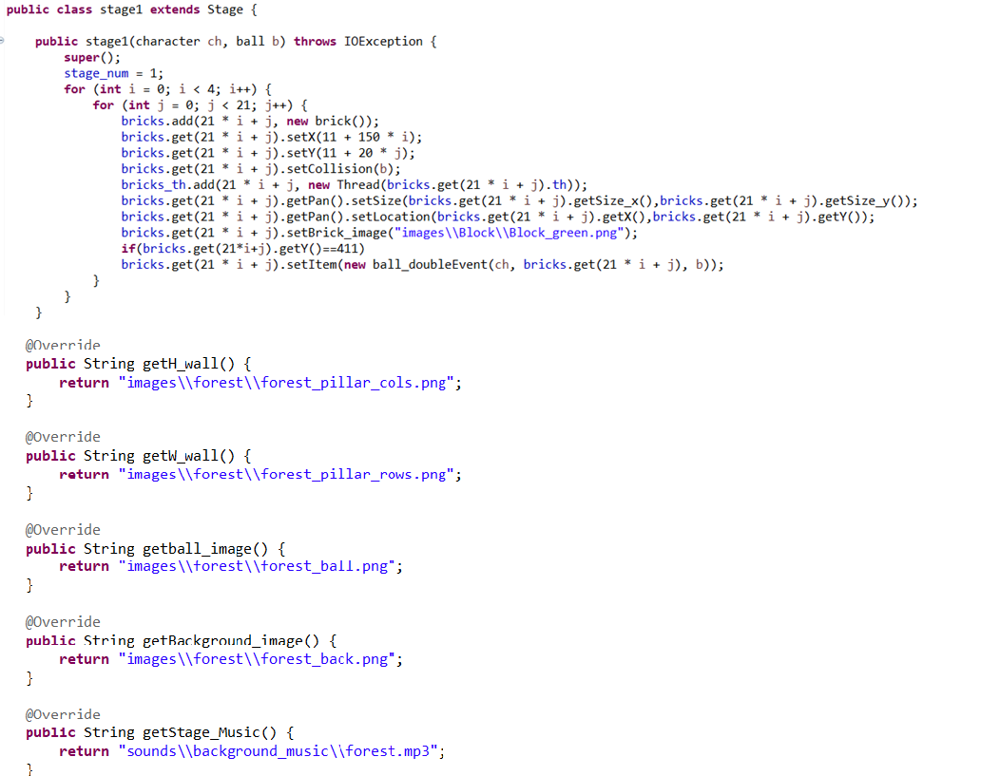 public class stage1 extends Stage {
public stage1(character ch, ball b) throws IOException {
super();
stage_num = 1;
for (int i = 0; i < 4; i++) {
for (int j = 0; j < 21; j++) {
bricks.add(21 * i + j, new brick());
bricks.get(21 * i + j).setX(11 + 150 * i);
bricks.get(21 * i + j).setY(11 + 20 * j);
bricks.get(21 * i + j).setCollision(b);
bricks_th.add(21 * i + j, new Thread(bricks.get(21 * i + j).th));
bricks.get(21 * i + j).getPan().setSize(bricks.get(21 * i + j).getSize_x(),bricks.get(21 * i + j).getSize_y());
bricks.get(21 * i + j).getPan().setLocation(bricks.get(21 * i + j).getX(),bricks.get(21 * i + j).getY());
bricks.get(21 * i + j).setBrick_image("images\\Block\\Block_green.png");
if(bricks.get(21*i+j).getY()==411)
bricks.get(21 * i + j).setItem(new ball_doubleEvent(ch, bricks.get(21 * i + j), b));
}
}
}
@Override
public String getH_wall() {
return "images\\forest\\forest_pillar_cols.png";
}
@Override
public String getW_wall() {
return "images\\forest\\forest_pillar_rows.png";
}
@Override
public String getball_image() {
return "images\\forest\\forest_ball.png";
}
@Override
public String getBackground_image() {
return "images\\forest\\forest_back.png";
}
@Override
public String getStage_Music() {
return "sounds\\background_music\\forest.mp3";
}